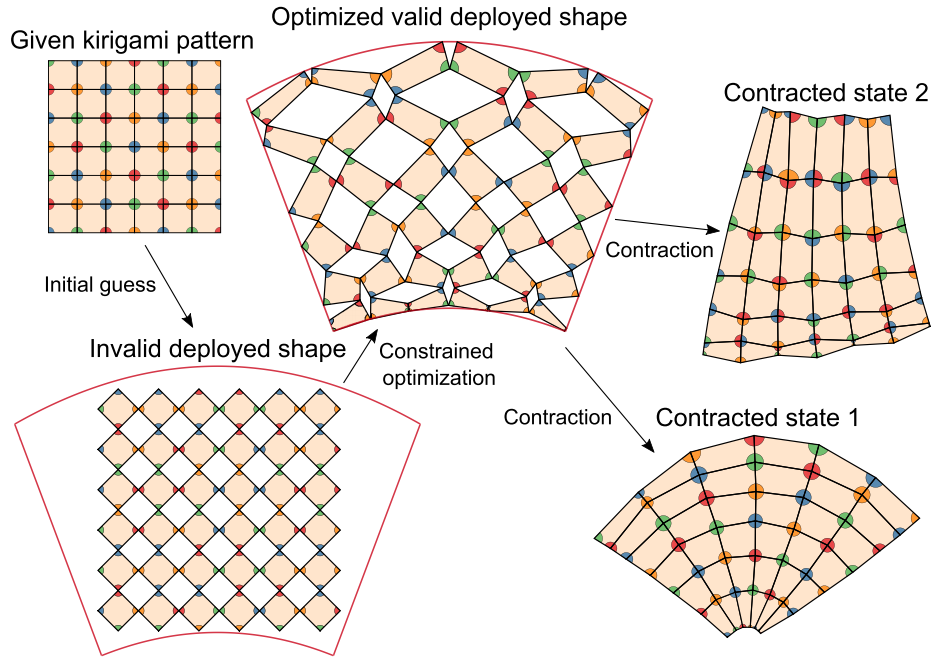 Optimized valid deployed shape
Given kirigami pattern
Contracted state 2
Contraction
Initial guess
Invalid deployed shape
Constrained
optimization
Contraction
Contracted state 1